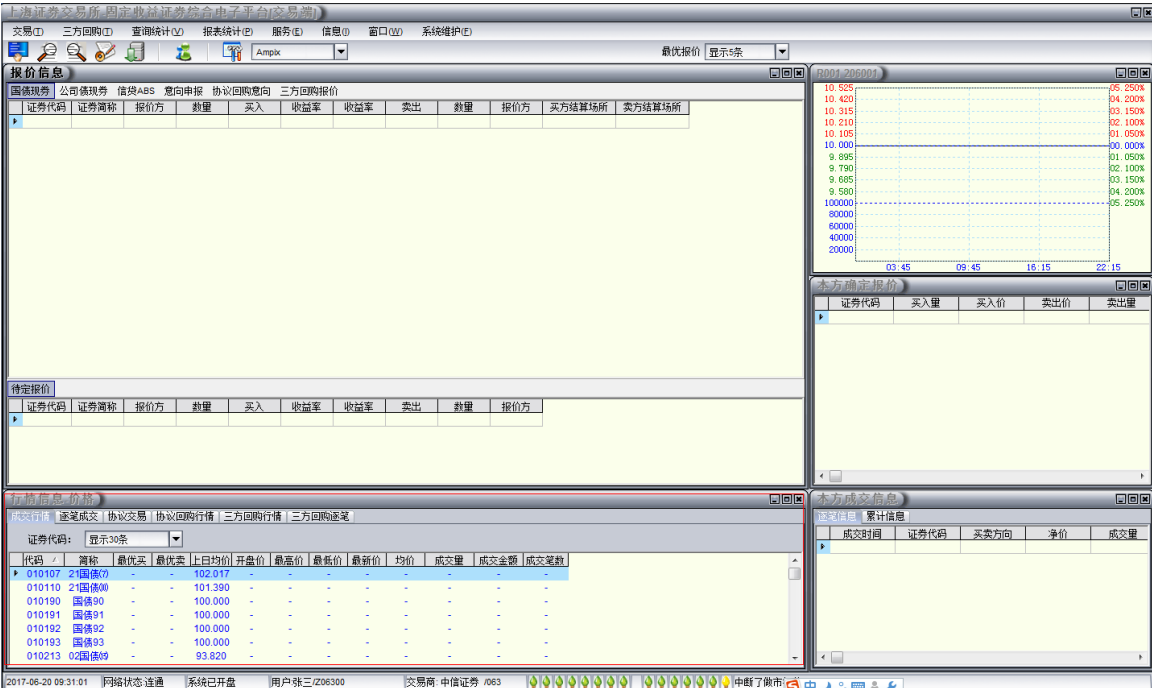 上海证券交易所 固定收益证券综合电子平台[交易端]
交易(T) 三方回购(T) 查询统计(V) 报表统计(P) 服务(E) 信息(I) 窗口(W) 系统维护(F)
Ampix 最优报价 显示5条
报价信息
国债现券 公司债现券 信贷ABS 意向申报 协议回购意向 三方回购报价
证券代码 证券简称 报价方 数量 买入 收益率 收益率 卖出 数量 报价方 买方结算场所 卖方结算场所
待定报价
证券代码 证券简称 报价方 数量 买入 收益率 收益率 卖出 数量 报价方
R001 206001
10.525 05.250%
10.420 04.200%
10.315 03.150%
10.210 02.100%
10.105 01.050%
10.000 00.000%
9.895 01.050%
9.790 02.100%
9.685 03.150%
9.580 04.200%
100000 05.250%
80000
60000
40000
20000
03:45 09:45 16:15 22:15
本方确定报价
证券代码 买入量 买入价 卖出价 卖出量
行情信息 价格
成交行情 逐笔成交 协议交易 协议回购行情 三方回购行情 三方回购逐笔
证券代码: 显示30条
代码 简称 最优买 最优卖 上日均价 开盘价 最高价 最低价 最新价 均价 成交量 成交金额 成交笔数
010107 21国债(7) - - 102.017 - - - - - - - -
010110 21国债(10) - - 101.390 - - - - - - - -
010190 国债90 - - 100.000 - - - - - - - -
010191 国债91 - - 100.000 - - - - - - - -
010192 国债92 - - 100.000 - - - - - - - -
010193 国债93 - - 100.000 - - - - - - - -
010213 02国债(13) - - 93.820 - - - - - - - -
本方成交信息
逐笔信息 累计信息
成交时间 证券代码 买卖方向 净价 成交量
2017-06-20 09:31:01 网络状态:连通 系统已开盘 用户:张三/Z06300 交易商: 中信证券 /063 中断了做市 中